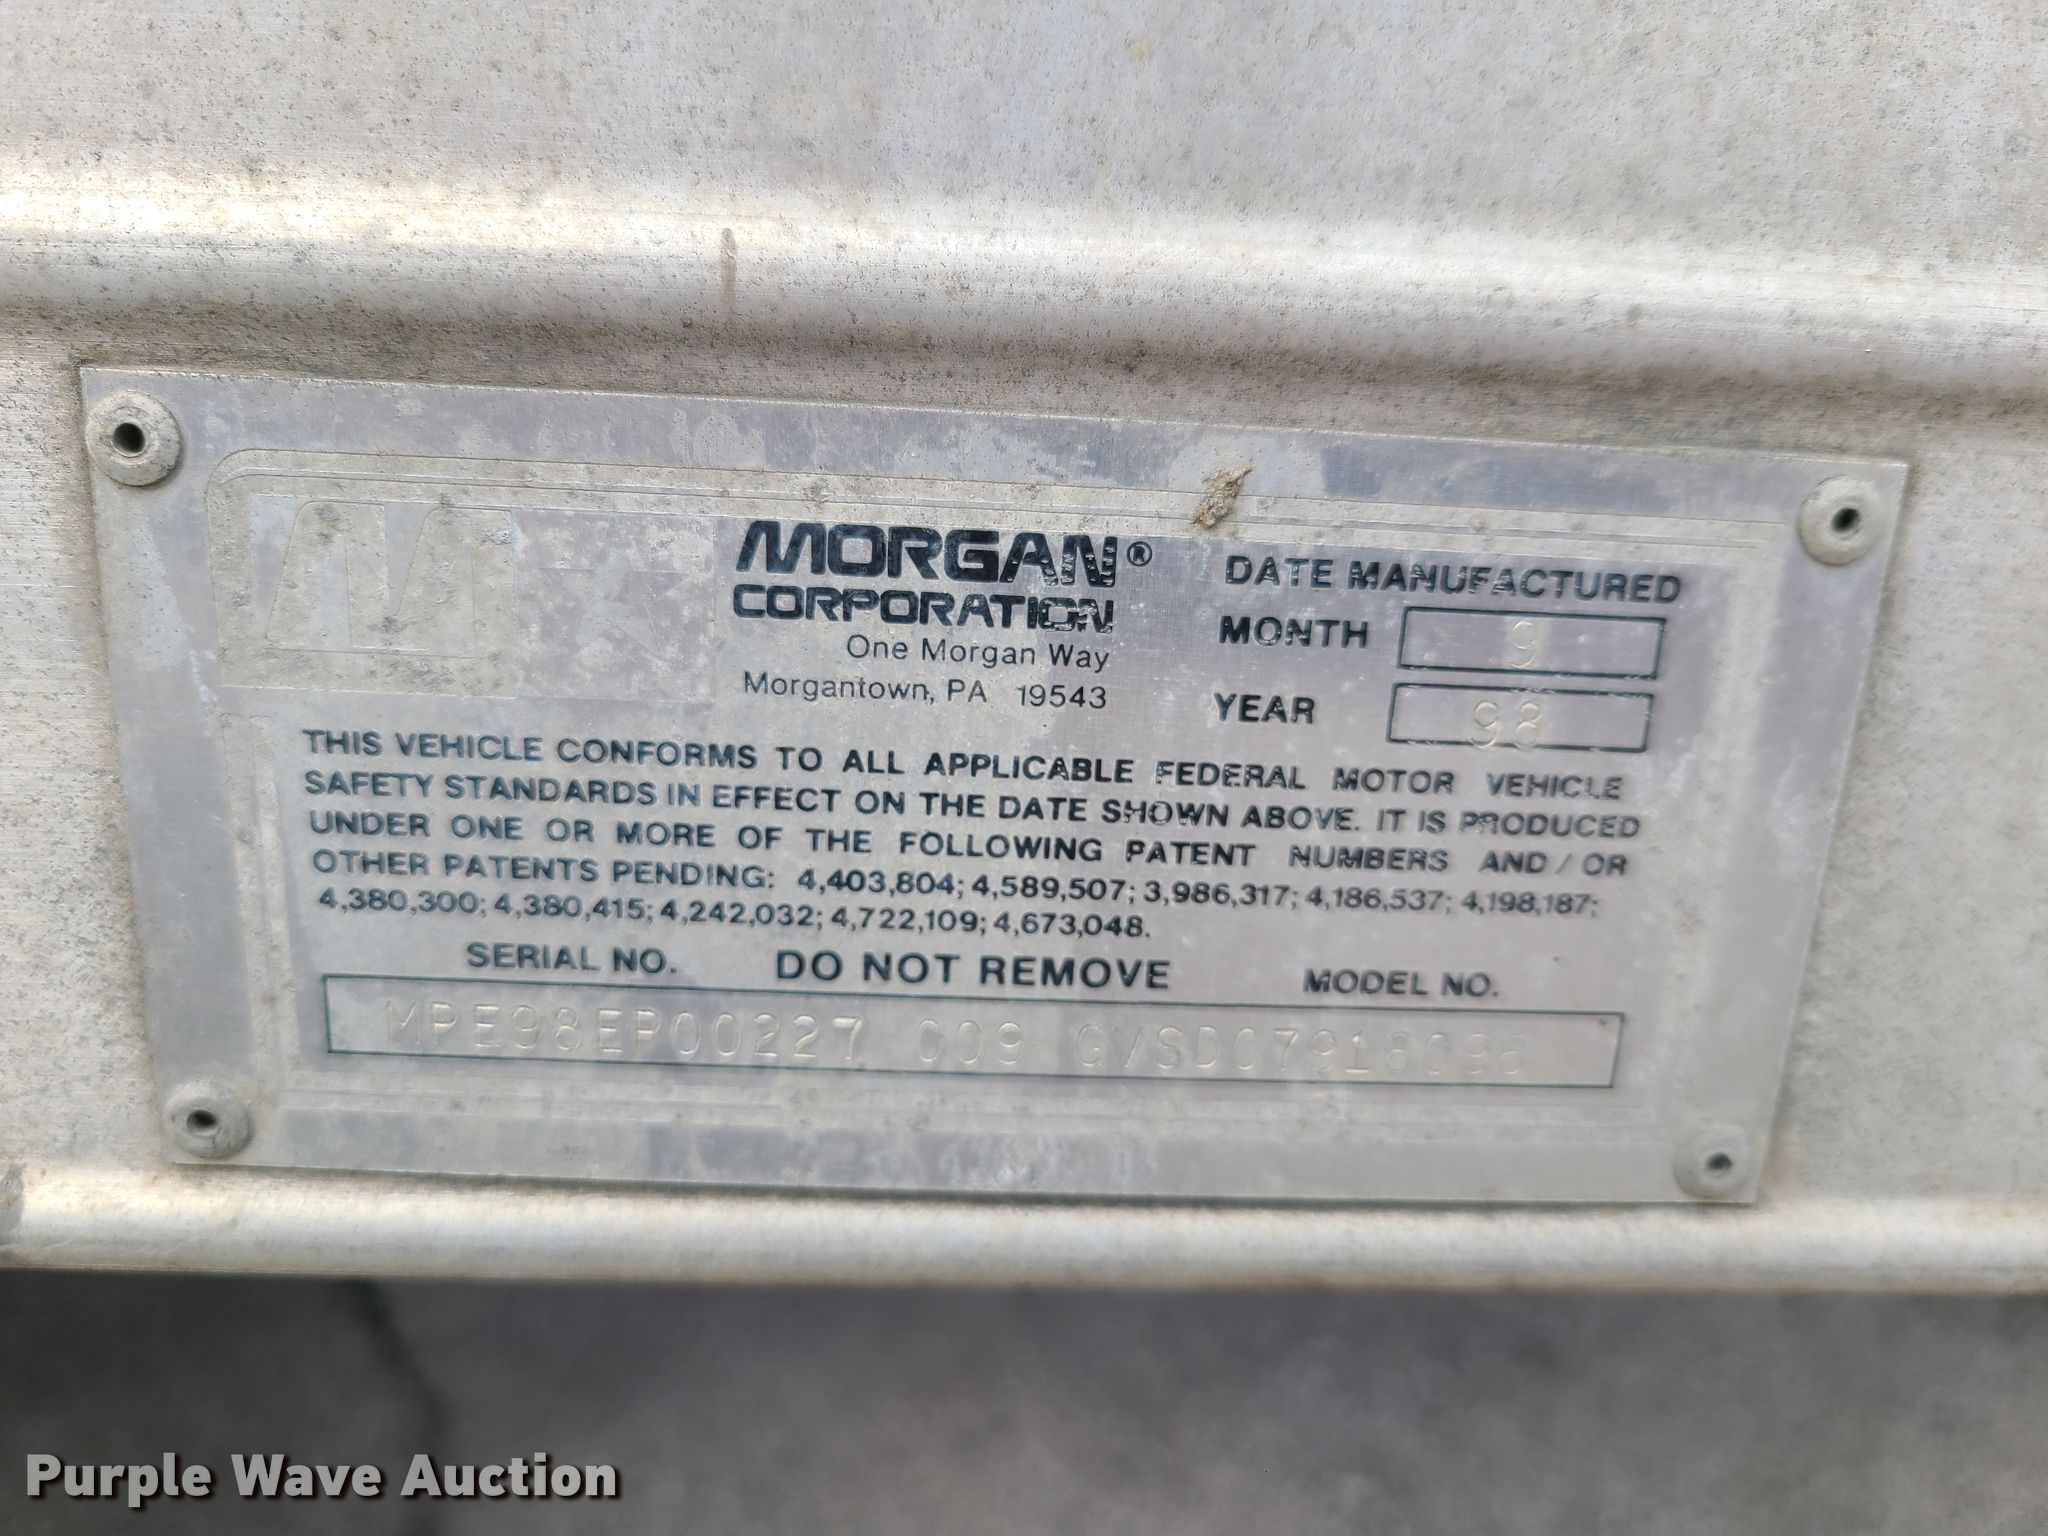 MORGAN®
CORPORATION
One Morgan Way
Morgantown, PA 19543
DATE MANUFACTURED
MONTH 9
YEAR 98
THIS VEHICLE CONFORMS TO ALL APPLICABLE FEDERAL MOTOR VEHICLE
SAFETY STANDARDS IN EFFECT ON THE DATE SHOWN ABOVE. IT IS PRODUCED
UNDER ONE OR MORE OF THE FOLLOWING PATENT NUMBERS AND/OR
OTHER PATENTS PENDING: 4,403,804; 4,589,507; 3,986,317; 4,186,537; 4,198,187;
4,380,300; 4,380,415; 4,242,032; 4,722,109; 4,673,048.
SERIAL NO. DO NOT REMOVE MODEL NO.
MPE98EP00227 009
Purple Wave Auction